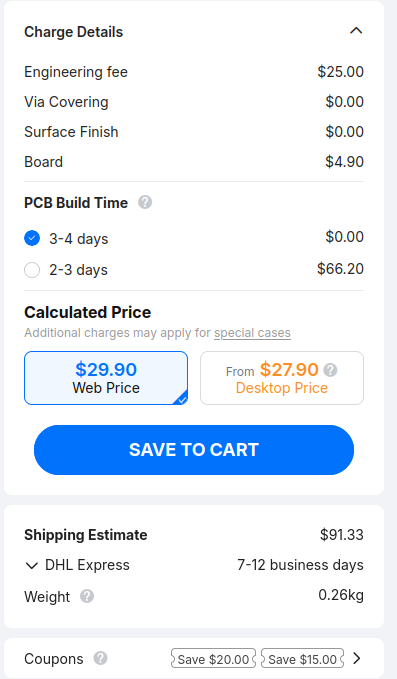 Charge Details
Engineering fee $25.00
Via Covering $0.00
Surface Finish $0.00
Board $4.90
PCB Build Time ?
3-4 days $0.00
2-3 days $66.20
Calculated Price
Additional charges may apply for special cases
$29.90 From $27.90 ?
Web Price Desktop Price
SAVE TO CART
Shipping Estimate $91.33
DHL Express 7-12 business days
Weight ? 0.26kg
Coupons ? Save $20.00 Save $15.00